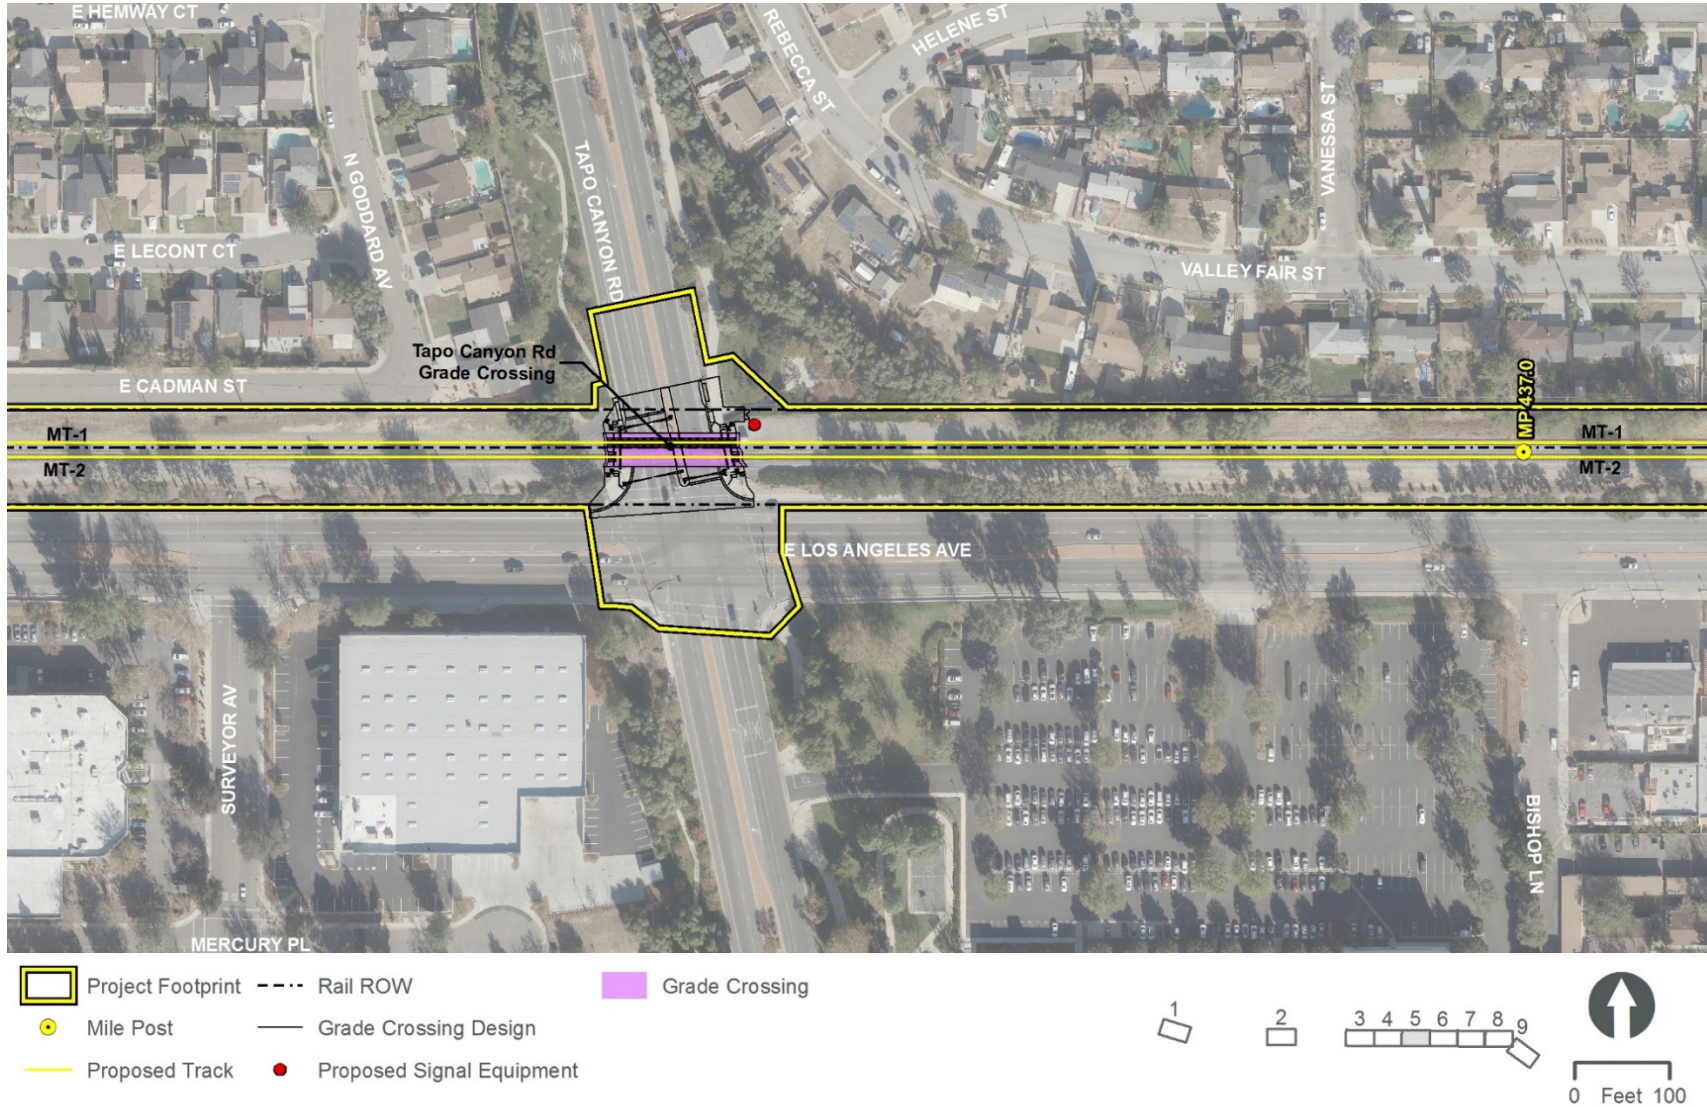 E HEMWAY CT
REBECCA ST
HELENE ST
N GODDARD AV
TAPO CANYON RD
VANESSA ST
E LECONT CT
VALLEY FAIR ST
Tapo Canyon Rd
Grade Crossing
E CADMAN ST
MP 437.0
MT-1
MT-1
MT-2
MT-2
E LOS ANGELES AVE
SURVEYOR AV
BISHOP LN
MERCURY PL
Project Footprint
Rail ROW
Grade Crossing
Mile Post
Grade Crossing Design
Proposed Track
Proposed Signal Equipment
1
2
3 4 5 6 7 8 9
0 Feet 100